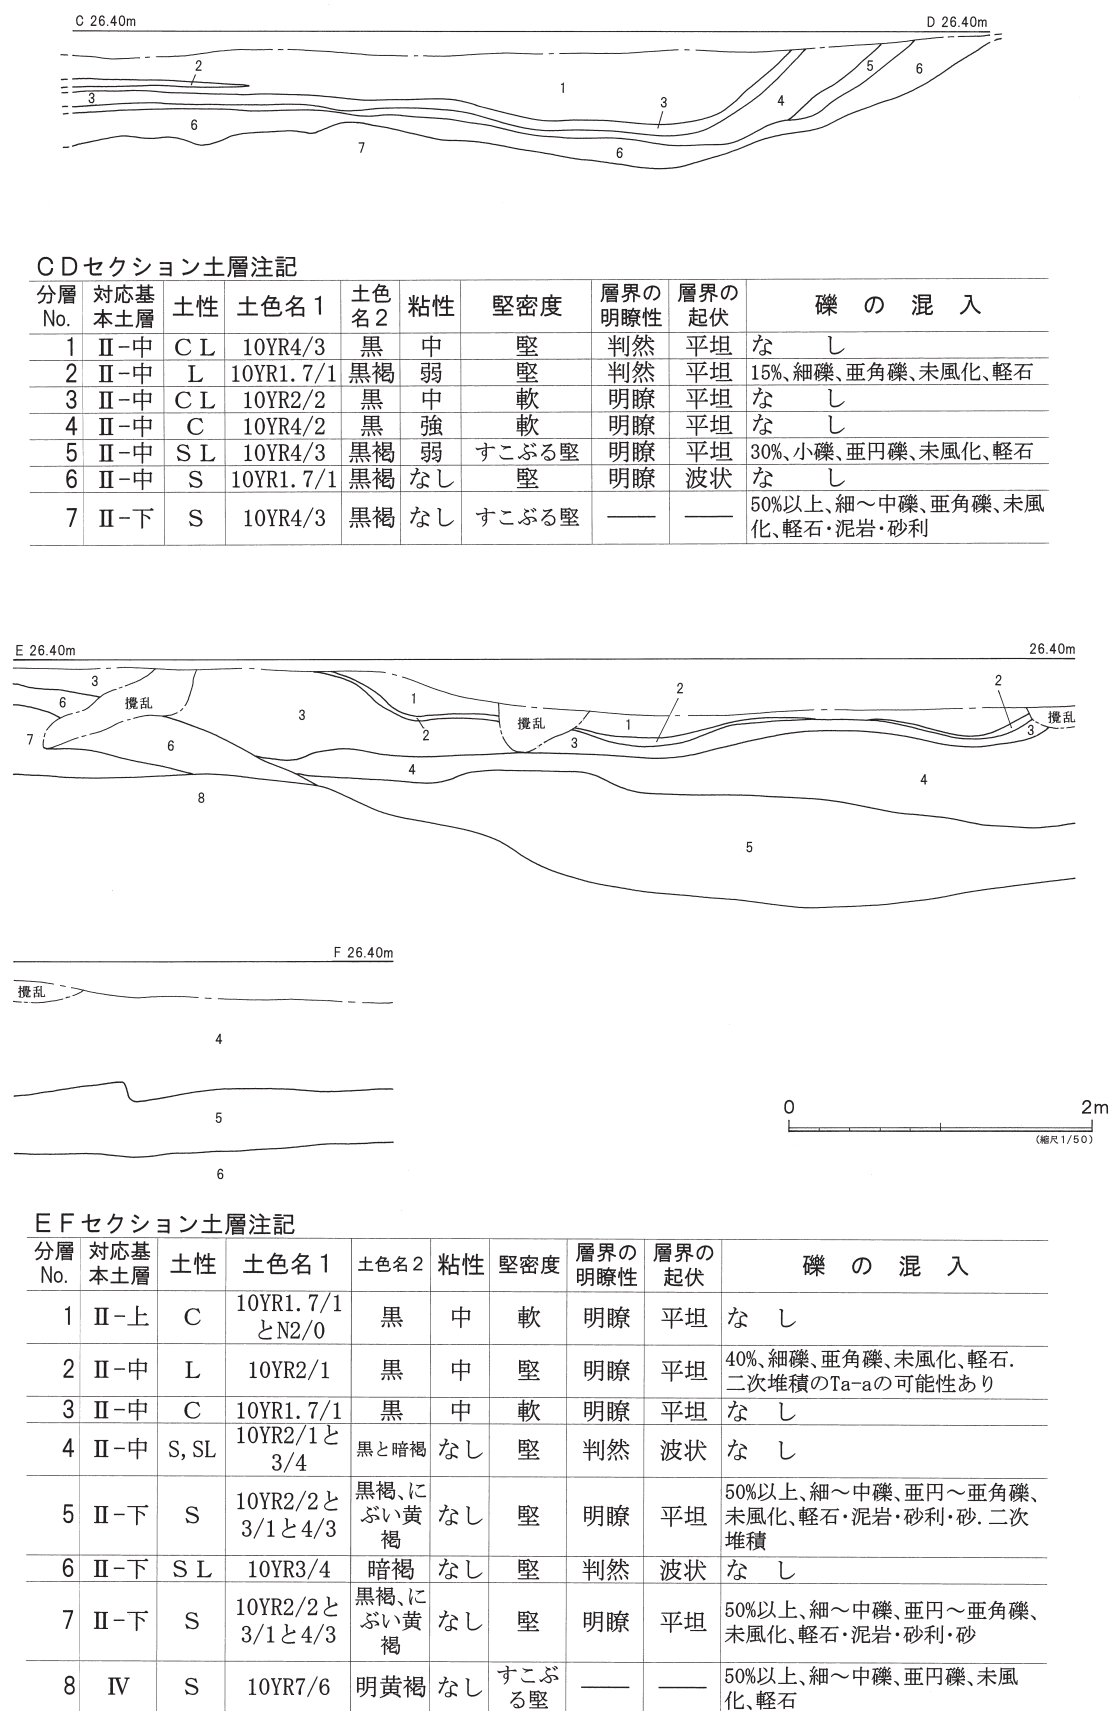 C 26.40m
D 26.40m
2
1
5
6
3
3
4
6
7
6
CDセクション土層注記
分層No. 対応基本土層 土性 土色名1 土色名2 粘性 堅密度 層界の明瞭性 層界の起伏 礫の混入
1 Ⅱ-中 CL 10YR4/3 黒 中 堅 判然 平坦 なし
2 Ⅱ-中 L 10YR1.7/1 黒褐 弱 堅 判然 平坦 15%、細礫、亜角礫、未風化、軽石
3 Ⅱ-中 CL 10YR2/2 黒 中 軟 明瞭 平坦 なし
4 Ⅱ-中 C 10YR4/2 黒 強 軟 明瞭 平坦 なし
5 Ⅱ-中 SL 10YR4/3 黒褐 弱 すこぶる堅 明瞭 平坦 30%、小礫、亜円礫、未風化、軽石
6 Ⅱ-中 S 10YR1.7/1 黒褐 なし 堅 明瞭 波状 なし
7 Ⅱ-下 S 10YR4/3 黒褐 なし すこぶる堅 —— —— 50%以上、細～中礫、亜角礫、未風
化、軽石・泥岩・砂利
E 26.40m
26.40m
3
攪乱
6
7
6
8
3
1
2
攪乱
1
2
3
2
3
攪乱
4
4
5
F 26.40m
攪乱
4
5
6
0 2m
(縮尺1/50)
EFセクション土層注記
分層No. 対応基本土層 土性 土色名1 土色名2 粘性 堅密度 層界の明瞭性 層界の起伏 礫の混入
1 Ⅱ-上 C 10YR1.7/1とN2/0 黒 中 軟 明瞭 平坦 なし
2 Ⅱ-中 L 10YR2/1 黒 中 堅 明瞭 平坦 40%、細礫、亜角礫、未風化、軽石.
二次堆積のTa-aの可能性あり
3 Ⅱ-中 C 10YR1.7/1 黒 中 軟 明瞭 平坦 なし
4 Ⅱ-中 S,SL 10YR2/1と3/4 黒と暗褐 なし 堅 判然 波状 なし
5 Ⅱ-下 S 10YR2/2と3/1と4/3 黒褐、にぶい黄褐 なし 堅 明瞭 平坦 50%以上、細～中礫、亜円～亜角礫、
未風化、軽石・泥岩・砂利・砂.二次
堆積
6 Ⅱ-下 SL 10YR3/4 暗褐 なし 堅 判然 波状 なし
7 Ⅱ-下 S 10YR2/2と3/1と4/3 黒褐、にぶい黄褐 なし 堅 明瞭 平坦 50%以上、細～中礫、亜円～亜角礫、
未風化、軽石・泥岩・砂利・砂
8 Ⅳ S 10YR7/6 明黄褐 なし すこぶる堅 —— —— 50%以上、細～中礫、亜円礫、未風
化、軽石